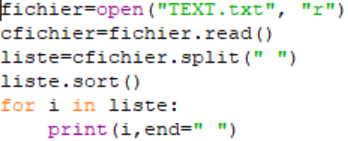 fichier=open("TEXT.txt", "r")
cfichier=fichier.read()
liste=cfichier.split(" ")
liste.sort()
for i in liste:
    print(i,end=" ")